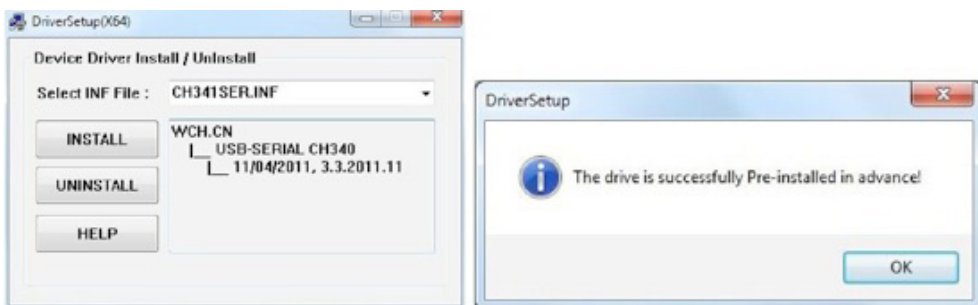 DriverSetup(X64)
Device Driver Install / UnInstall
Select INF File :
CH341SER.INF
INSTALL
UNINSTALL
HELP
WCH.CN
|__ USB-SERIAL CH340
|__ 11/04/2011, 3.3.2011.11
DriverSetup
The drive is successfully Pre-installed in advance!
OK